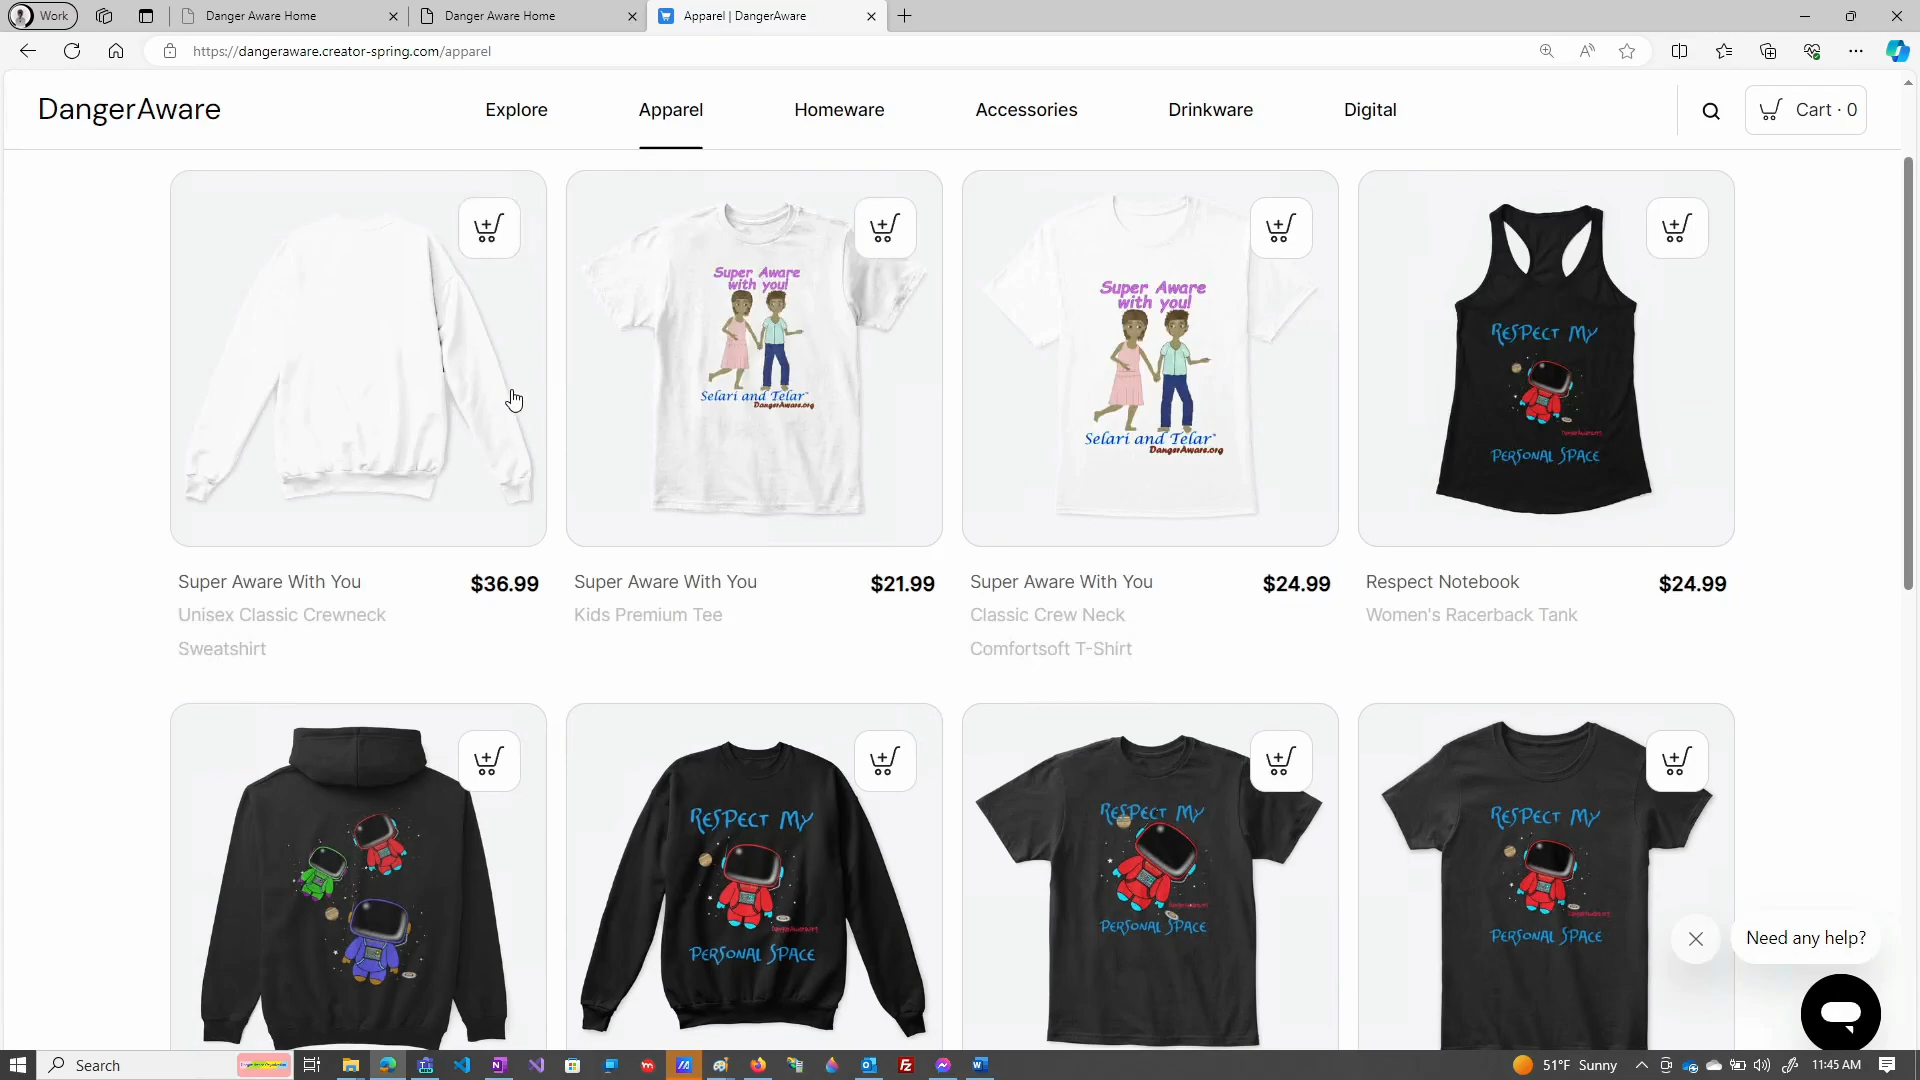 Work
Danger Aware Home
Danger Aware Home
Apparel | DangerAware
https://dangeraware.creator-spring.com/apparel
DangerAware
Explore
Apparel
Homeware
Accessories
Drinkware
Digital
Cart · 0
Super Aware
with you!
Selari and Telar™
DangerAware.org
Super Aware
with you!
Selari and Telar™
DangerAware.org
Respect My
Personal Space
Super Aware With You
$36.99
Unisex Classic Crewneck
Sweatshirt
Super Aware With You
$21.99
Kids Premium Tee
Super Aware With You
$24.99
Classic Crew Neck
Comfortsoft T-Shirt
Respect Notebook
$24.99
Women's Racerback Tank
Respect My
Personal Space
Respect My
Personal Space
Respect My
Personal Space
Need any help?
Search
51°F Sunny
11:45 AM